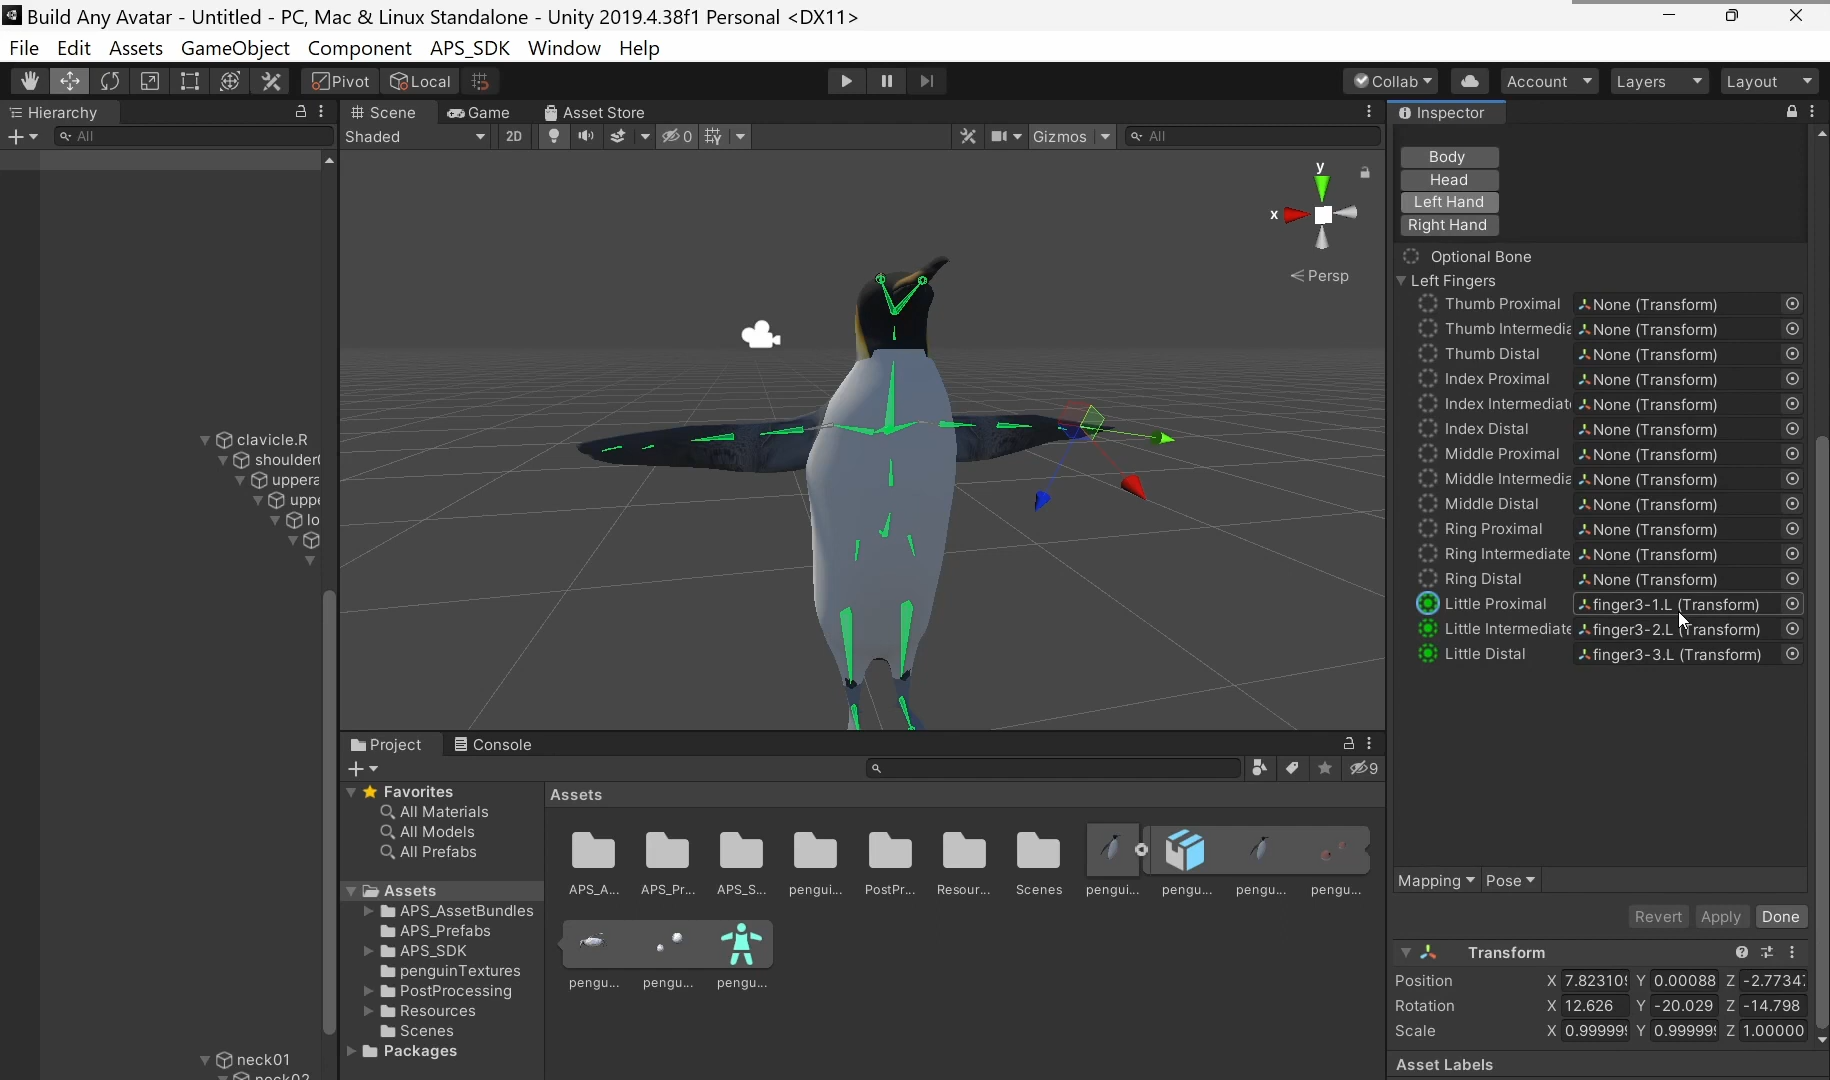 Build Any Avatar - Untitled - PC, Mac & Linux Standalone - Unity 2019.4.38f1 Personal <DX11>
File Edit Assets GameObject Component APS_SDK Window Help
Pivot Local Collab Account Layers Layout
Hierarchy
All
clavicle.R
shoulder
uppera
uppe
lo
neck01
neck02
Scene Game Asset Store
Shaded 2D 0 Gizmos All
y
x
Persp
Project Console
9
Favorites
All Materials
All Models
All Prefabs
Assets
APS_AssetBundles
APS_Prefabs
APS_SDK
penguinTextures
PostProcessing
Resources
Scenes
Packages
Assets
APS_A... APS_Pr... APS_S... pengui... PostPr... Resour... Scenes pengui... pengu... pengu... pengu...
pengu... pengu... pengu...
Inspector
Body
Head
Left Hand
Right Hand
Optional Bone
Left Fingers
Thumb Proximal None (Transform)
Thumb Intermedia None (Transform)
Thumb Distal None (Transform)
Index Proximal None (Transform)
Index Intermediat None (Transform)
Index Distal None (Transform)
Middle Proximal None (Transform)
Middle Intermedia None (Transform)
Middle Distal None (Transform)
Ring Proximal None (Transform)
Ring Intermediate None (Transform)
Ring Distal None (Transform)
Little Proximal finger3-1.L (Transform)
Little Intermediate finger3-2.L (Transform)
Little Distal finger3-3.L (Transform)
Mapping Pose
Revert Apply Done
Transform
Position X 7.82310 Y 0.00088 Z -2.7734
Rotation X 12.626 Y -20.029 Z -14.798
Scale X 0.999999 Y 0.999999 Z 1.00000
Asset Labels